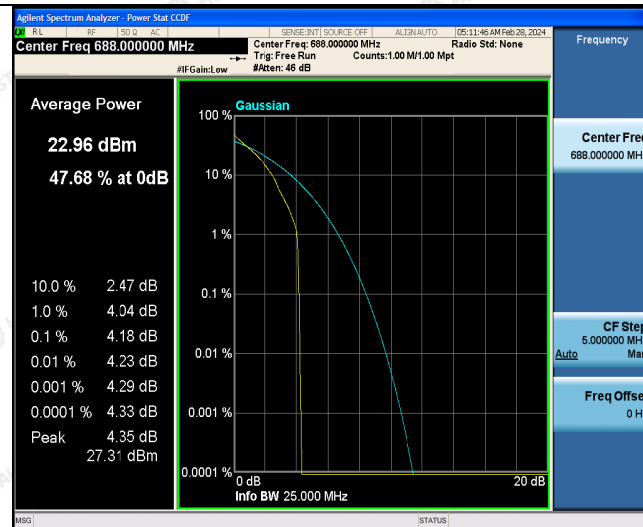 Agilent Spectrum Analyzer - Power Stat CCDF
RL RF 50 Ω AC SENSE:INT SOURCE OFF ALIGN AUTO 05:11:46 AM Feb 28, 2024
Center Freq 688.000000 MHz
Center Freq: 688.000000 MHz Radio Std: None
Trig: Free Run Counts:1.00 M/1.00 Mpt
#IFGain:Low #Atten: 46 dB
Frequency
Average Power
22.96 dBm
47.68 % at 0dB
10.0 % 2.47 dB
1.0 % 4.04 dB
0.1 % 4.18 dB
0.01 % 4.23 dB
0.001 % 4.29 dB
0.0001 % 4.33 dB
Peak 4.35 dB
27.31 dBm
Gaussian
100 %
10 %
1 %
0.1 %
0.01 %
0.001 %
0.0001 %
0 dB 20 dB
Info BW 25.000 MHz
Center Fre
688.000000 MH
CF Step
5.000000 MH
Auto Ma
Freq Offse
0 H
MSG STATUS